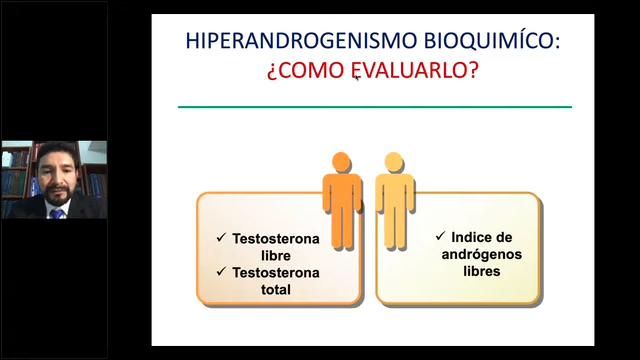 HIPERANDROGENISMO BIOQUIMÍCO:
¿COMO EVALUARLO?
✓ Testosterona
libre
✓ Testosterona
total
✓ Indice de
andrógenos
libres